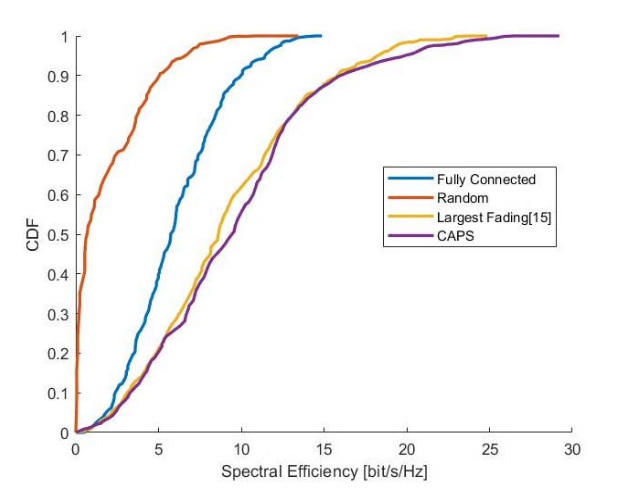 1
0.9
0.8
0.7
0.6
0.5
0.4
0.3
0.2
0.1
0
CDF
Fully Connected
Random
Largest Fading[15]
CAPS
0 5 10 15 20 25 30
Spectral Efficiency [bit/s/Hz]